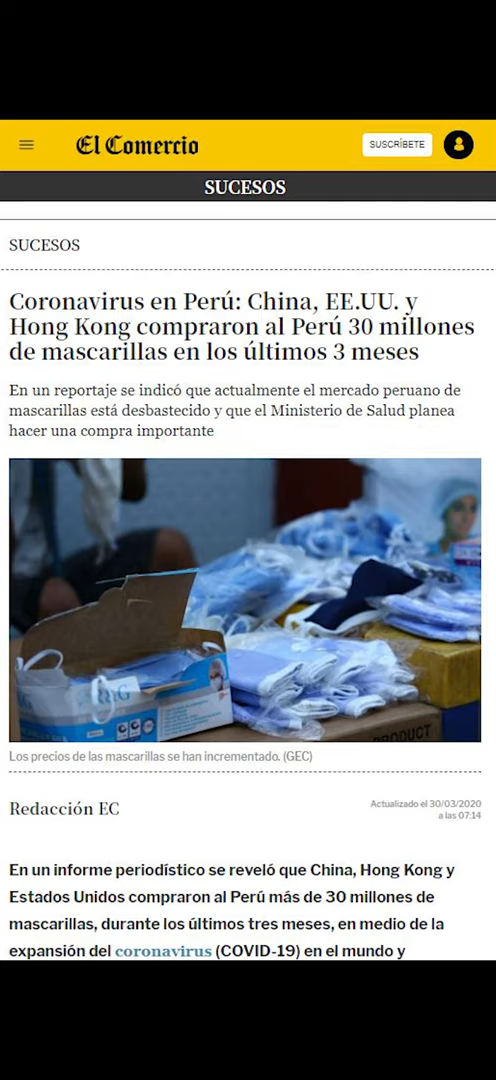 El Comercio
SUSCRÍBETE
SUCESOS
SUCESOS
Coronavirus en Perú: China, EE.UU. y
Hong Kong compraron al Perú 30 millones
de mascarillas en los últimos 3 meses
En un reportaje se indicó que actualmente el mercado peruano de
mascarillas está desbastecido y que el Ministerio de Salud planea
hacer una compra importante
PRODUCT
Los precios de las mascarillas se han incrementado. (GEC)
Redacción EC
Actualizado el 30/03/2020
a las 07:14
En un informe periodístico se reveló que China, Hong Kong y
Estados Unidos compraron al Perú más de 30 millones de
mascarillas, durante los últimos tres meses, en medio de la
expansión del coronavirus (COVID-19) en el mundo y